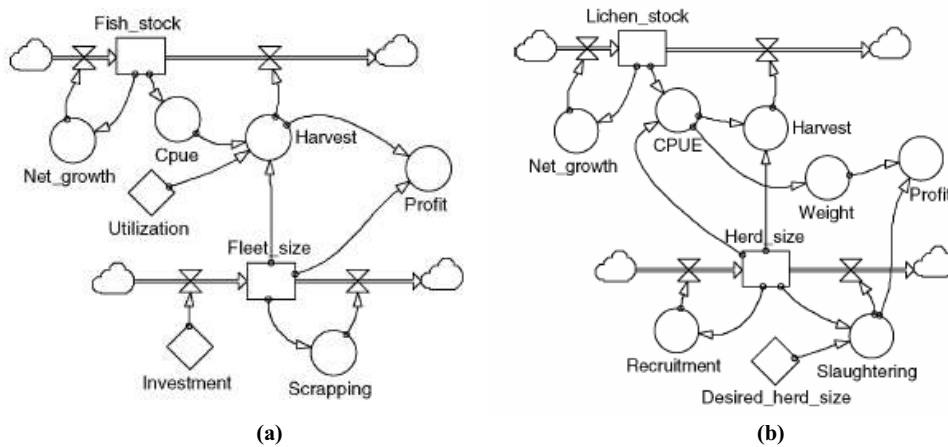 Fish_stock
Cpue
Harvest
Net_growth
Utilization
Profit
Fleet_size
Investment
Scrapping
(a)
Lichen_stock
CPUE
Harvest
Net_growth
Weight
Profit
Herd_size
Recruitment
Slaughtering
Desired_herd_size
(b)